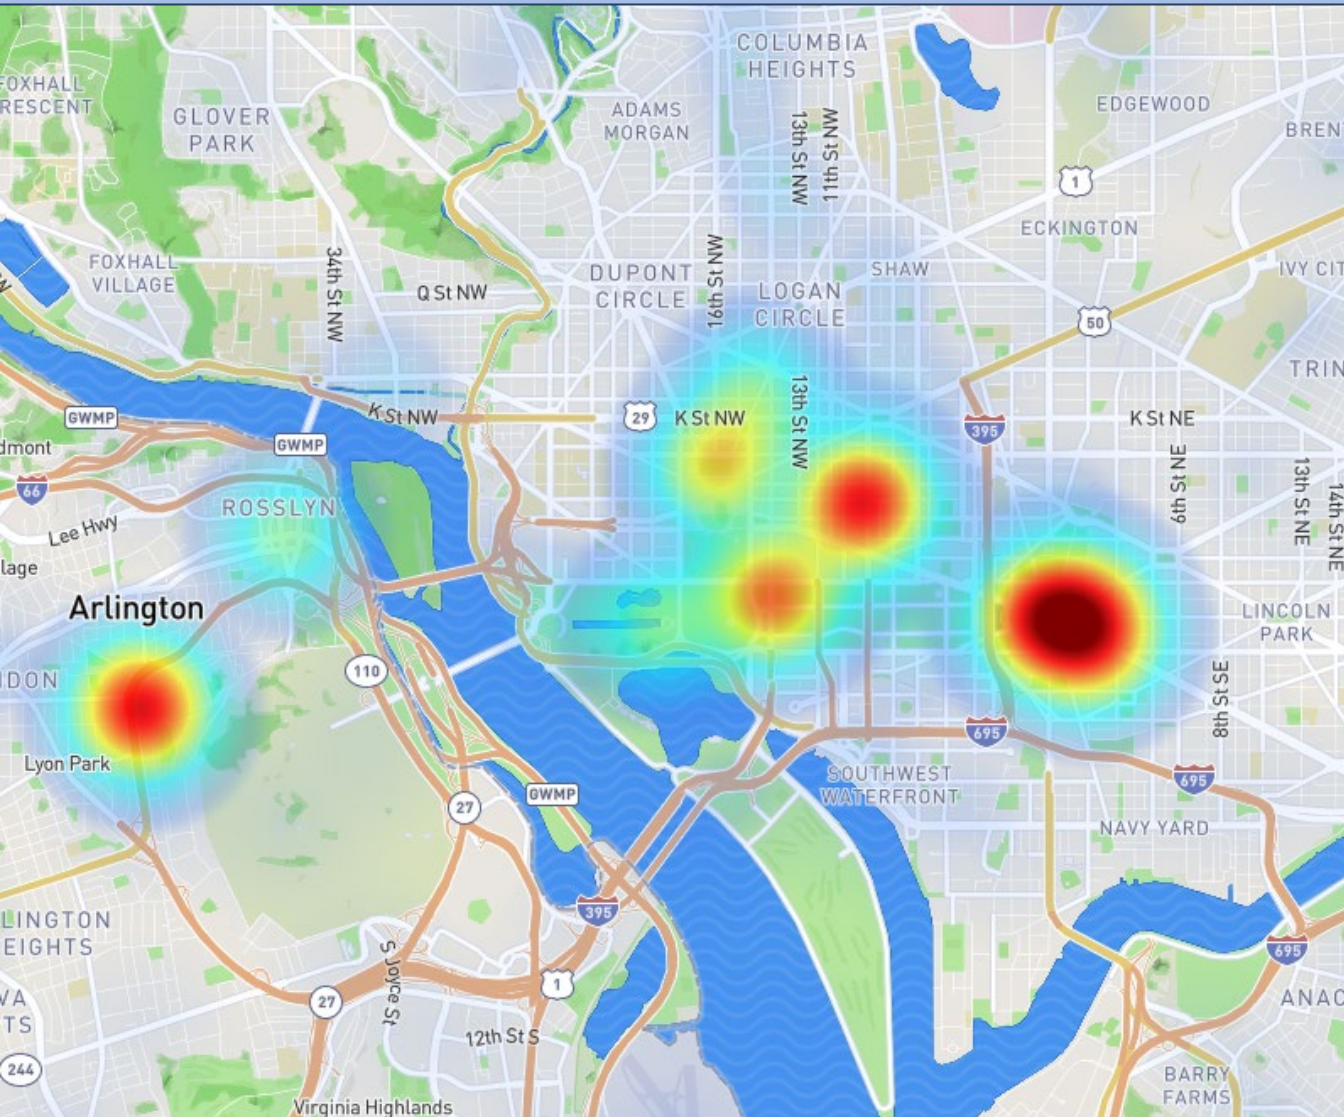 COLUMBIA
HEIGHTS
FOXHALL
RESCENT
EDGEWOOD
GLOVER
PARK
ADAMS
MORGAN
BREN
13th St NW
11th St NW
1
ECKINGTON
FOXHALL
VILLAGE
34th St NW
Q St NW
DUPONT
CIRCLE
16th St NW
LOGAN
CIRCLE
SHAW
IVY CIT
50
TRIN
GWMP
K St NW
29
K St NW
13th St NW
395
K St NE
dmont
GWMP
66
ROSSLYN
6th St NE
13th St NE
14th St NE
Lee Hwy
lage
Arlington
LINCOLN
PARK
NDON
110
8th St SE
695
Lyon Park
SOUTHWEST
WATERFRONT
695
27
GWMP
NAVY YARD
LINGTON
EIGHTS
395
S Joyce St
1
695
VA
TS
27
ANAC
12th St S
244
BARRY
FARMS
Virginia Highlands